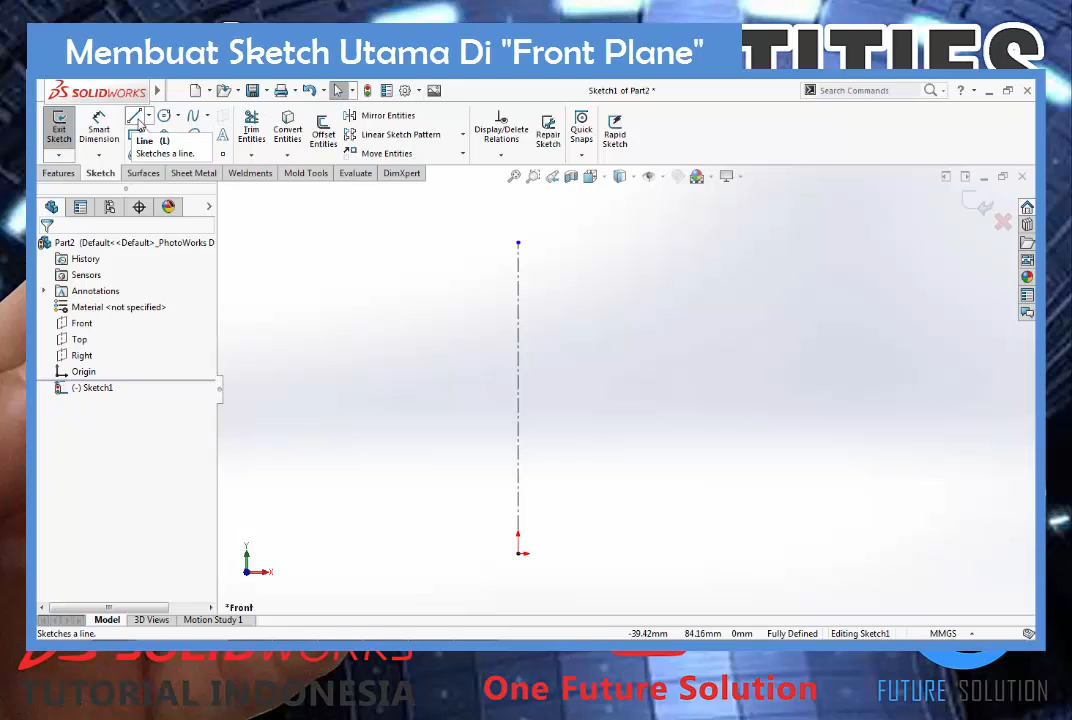 TITIES
Membuat Sketch Utama Di "Front Plane"
SOLIDWORKS
Sketch1 of Part2 *
Search Commands
Exit Sketch
Smart Dimension
Line (L)
Sketches a line.
Trim Entities
Convert Entities
Offset Entities
Mirror Entities
Linear Sketch Pattern
Move Entities
Display/Delete Relations
Repair Sketch
Quick Snaps
Rapid Sketch
Features
Sketch
Surfaces
Sheet Metal
Weldments
Mold Tools
Evaluate
DimXpert
Part2 (Default<<Default>_PhotoWorks D
History
Sensors
Annotations
Material <not specified>
Front
Top
Right
Origin
(-) Sketch1
Y
X
*Front
Model
3D Views
Motion Study 1
Sketches a line.
-39.42mm
84.16mm
0mm
Fully Defined
Editing Sketch1
MMGS
SOLIDWORKS
TUTORIAL INDONESIA
One Future Solution
FUTURE SOLUTION